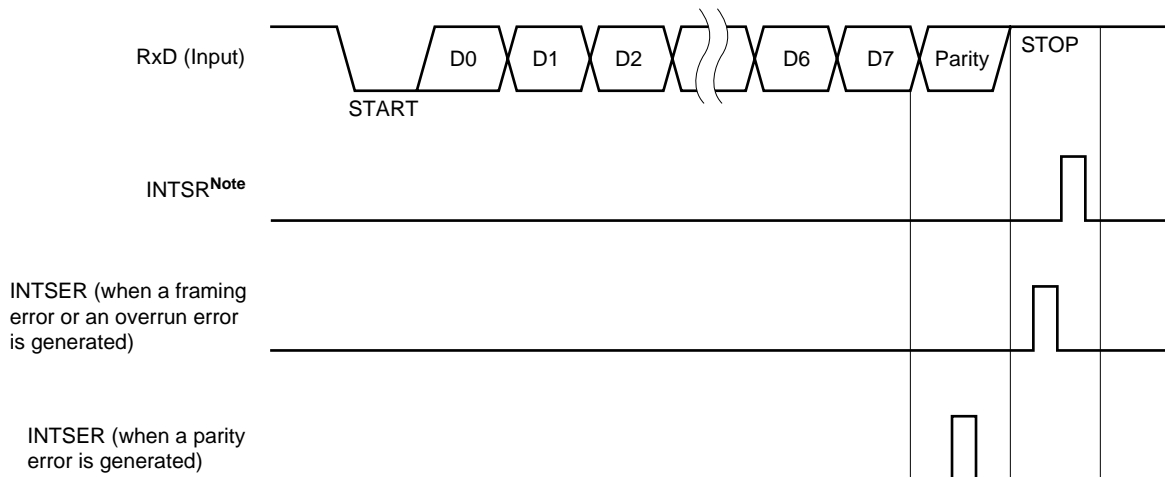 RxD (Input)
D0 D1 D2 D6 D7 Parity STOP
START
INTSRNote
INTSER (when a framing
error or an overrun error
is generated)
INTSER (when a parity
error is generated)